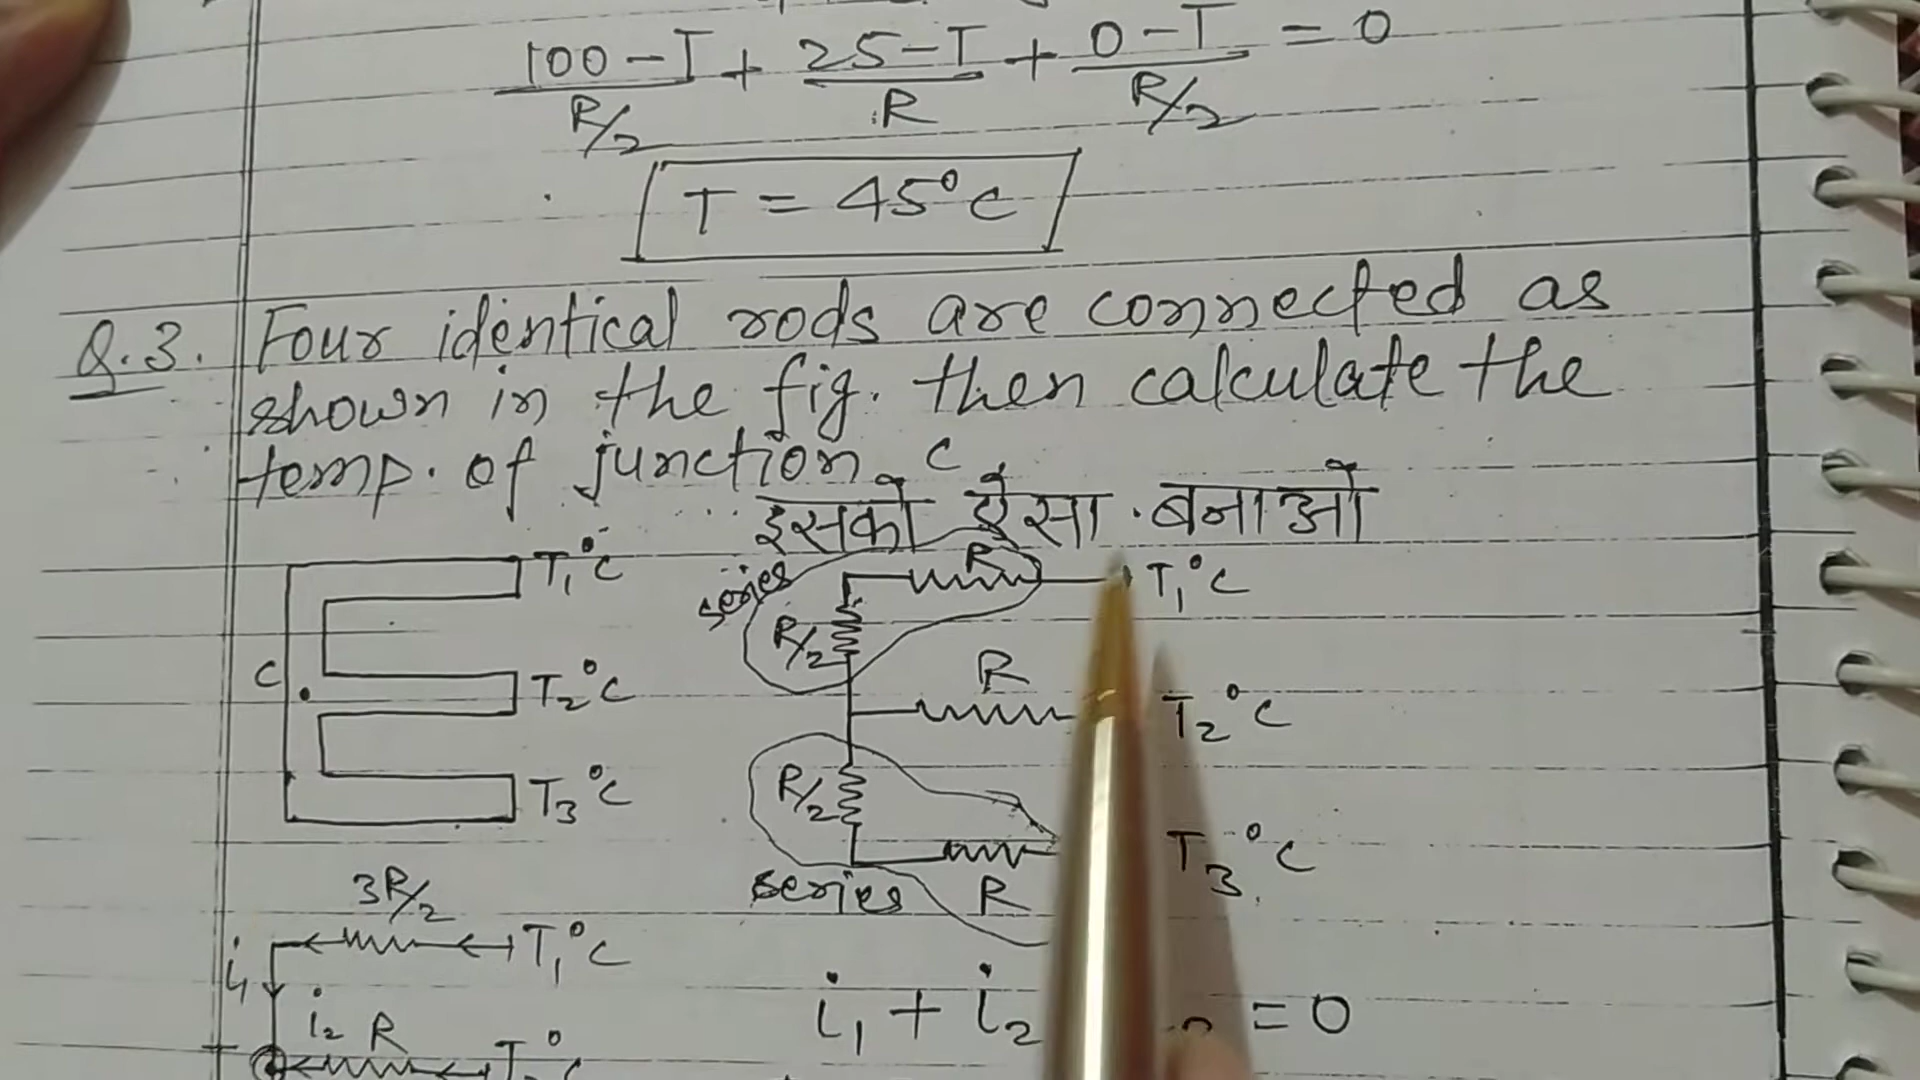 100-T/R/2 + 25-T/R + 0-T/R/2 = 0
T = 45°C
Q.3. Four identical rods are connected as
shown in the fig. then calculate the
temp. of junction C
इसको ऐसा बनाओ
T₁°C
C
T₂°C
T₃°C
series
R
R/2
T₁°C
R
T₂°C
R/2
T₃°C
series
R
3R/2
T₁°C
i₁
i₂ R
i₁ + i₂ = 0